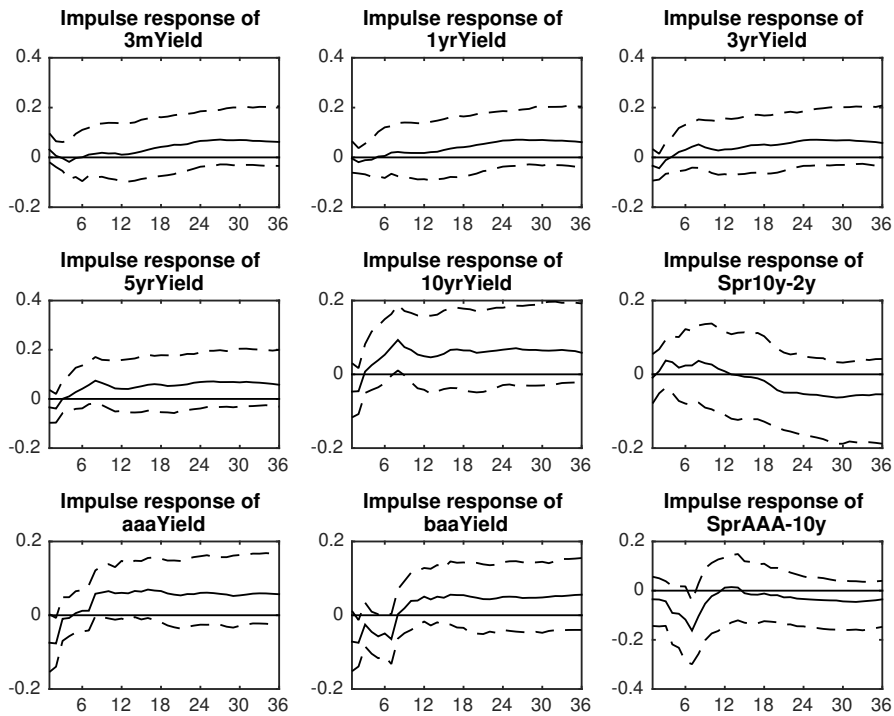 Impulse response of Impulse response of Impulse response of
3mYield 1yrYield 3yrYield
0.4 0.4 0.4
0.2 0.2 0.2
0 0 0
-0.2 -0.2 -0.2
6 12 18 24 30 36 6 12 18 24 30 36 6 12 18 24 30 36
Impulse response of Impulse response of Impulse response of
5yrYield 10yrYield Spr10y-2y
0.4 0.2 0.2
0.2 0 0
0
-0.2 -0.2 -0.2
6 12 18 24 30 36 6 12 18 24 30 36 6 12 18 24 30 36
Impulse response of Impulse response of Impulse response of
aaaYield baaYield SprAAA-10y
0.2 0.2 0.2
0 0 0
-0.2
-0.2 -0.2 -0.4
6 12 18 24 30 36 6 12 18 24 30 36 6 12 18 24 30 36